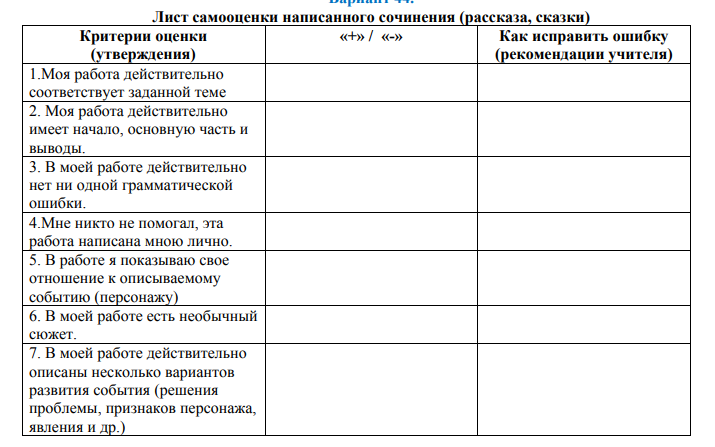 Вариант 44.
Лист самооценки написанного сочинения (рассказа, сказки)
Критерии оценки
(утверждения)
«+» / «-»
Как исправить ошибку
(рекомендации учителя)
1.Моя работа действительно
соответствует заданной теме
2. Моя работа действительно
имеет начало, основную часть и
выводы.
3. В моей работе действительно
нет ни одной грамматической
ошибки.
4.Мне никто не помогал, эта
работа написана мною лично.
5. В работе я показываю свое
отношение к описываемому
событию (персонажу)
6. В моей работе есть необычный
сюжет.
7. В моей работе действительно
описаны несколько вариантов
развития события (решения
проблемы, признаков персонажа,
явления и др.)